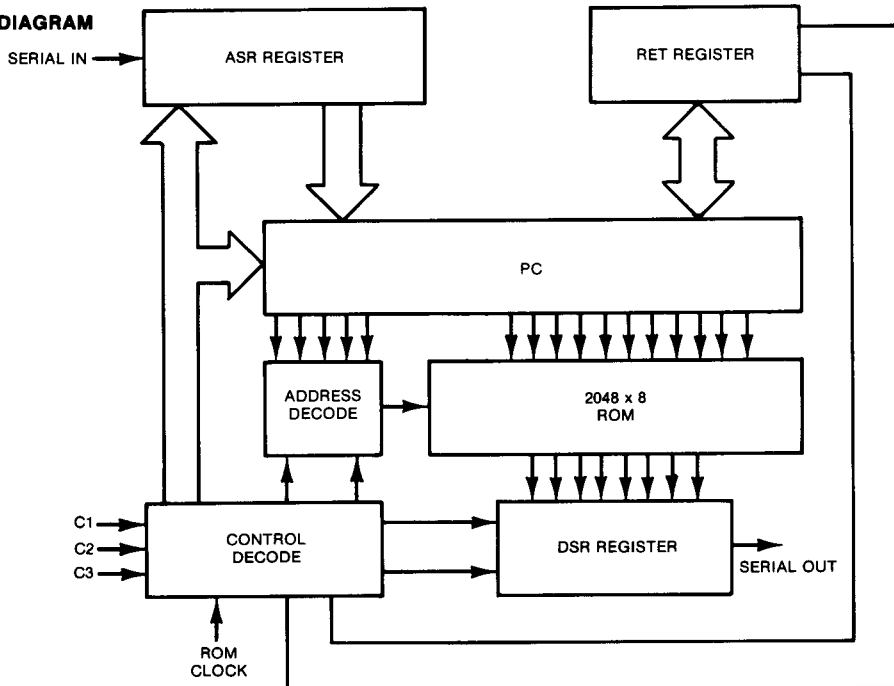 DIAGRAM
SERIAL IN
ASR REGISTER
RET REGISTER
PC
ADDRESS
DECODE
2048 x 8
ROM
C1
C2
C3
CONTROL
DECODE
DSR REGISTER
SERIAL OUT
ROM
CLOCK